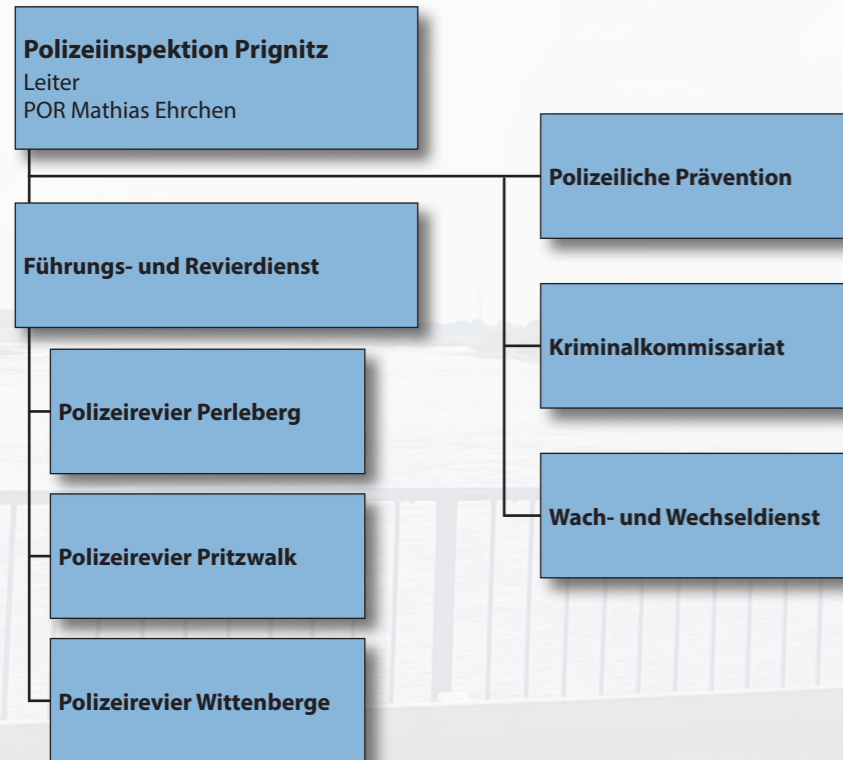 Polizeiinspektion Prignitz
Leiter
POR Mathias Ehrchen
Führungs- und Revierdienst
Polizeirevier Perleberg
Polizeirevier Pritzwalk
Polizeirevier Wittenberge
Polizeiliche Prävention
Kriminalkommissariat
Wach- und Wechseldienst